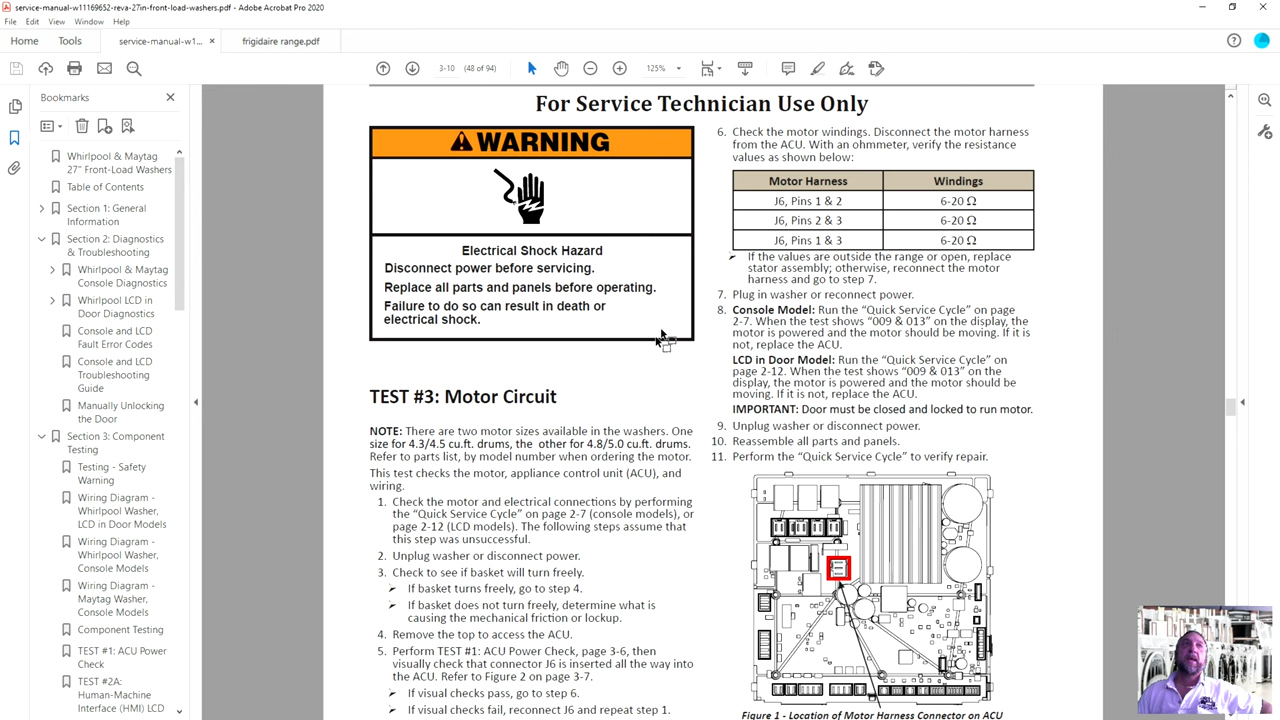 service-manual-w11169652-reva-27in-front-load-washers.pdf - Adobe Acrobat Pro 2020
File Edit View Window Help
Home Tools service-manual-w1... × frigidaire range.pdf
3-10 (48 of 94) 125%
Bookmarks
Whirlpool & Maytag
27" Front-Load Washers
Table of Contents
Section 1: General
Information
Section 2: Diagnostics
& Troubleshooting
Whirlpool & Maytag
Console Diagnostics
Whirlpool LCD in
Door Diagnostics
Console and LCD
Fault Error Codes
Console and LCD
Troubleshooting
Guide
Manually Unlocking
the Door
Section 3: Component
Testing
Testing - Safety
Warning
Wiring Diagram -
Whirlpool Washer,
LCD in Door Models
Wiring Diagram -
Whirlpool Washer,
Console Models
Wiring Diagram -
Maytag Washer,
Console Models
Component Testing
TEST #1: ACU Power
Check
TEST #2A:
Human-Machine
Interface (HMI) LCD
For Service Technician Use Only
WARNING
Electrical Shock Hazard
Disconnect power before servicing.
Replace all parts and panels before operating.
Failure to do so can result in death or
electrical shock.
TEST #3: Motor Circuit
NOTE: There are two motor sizes available in the washers. One
size for 4.3/4.5 cu.ft. drums, the other for 4.8/5.0 cu.ft. drums.
Refer to parts list, by model number when ordering the motor.
This test checks the motor, appliance control unit (ACU), and
wiring.
1. Check the motor and electrical connections by performing
the “Quick Service Cycle” on page 2-7 (console models), or
page 2-12 (LCD models). The following steps assume that
this step was unsuccessful.
2. Unplug washer or disconnect power.
3. Check to see if basket will turn freely.
➢ If basket turns freely, go to step 4.
➢ If basket does not turn freely, determine what is
causing the mechanical friction or lockup.
4. Remove the top to access the ACU.
5. Perform TEST #1: ACU Power Check, page 3-6, then
visually check that connector J6 is inserted all the way into
the ACU. Refer to Figure 2 on page 3-7.
➢ If visual checks pass, go to step 6.
➢ If visual checks fail, reconnect J6 and repeat step 1.
6. Check the motor windings. Disconnect the motor harness
from the ACU. With an ohmmeter, verify the resistance
values as shown below:
Motor Harness Windings
J6, Pins 1 & 2 6-20 Ω
J6, Pins 2 & 3 6-20 Ω
J6, Pins 1 & 3 6-20 Ω
➢ If the values are outside the range or open, replace
stator assembly; otherwise, reconnect the motor
harness and go to step 7.
7. Plug in washer or reconnect power.
8. Console Model: Run the “Quick Service Cycle” on page
2-7. When the test shows “009 & 013” on the display, the
motor is powered and the motor should be moving. If it is
not, replace the ACU.
LCD in Door Model: Run the “Quick Service Cycle” on
page 2-12. When the test shows “009 & 013” on the
display, the motor is powered and the motor should be
moving. If it is not, replace the ACU.
IMPORTANT: Door must be closed and locked to run motor.
9. Unplug washer or disconnect power.
10. Reassemble all parts and panels.
11. Perform the “Quick Service Cycle” to verify repair.
Figure 1 - Location of Motor Harness Connector on ACU